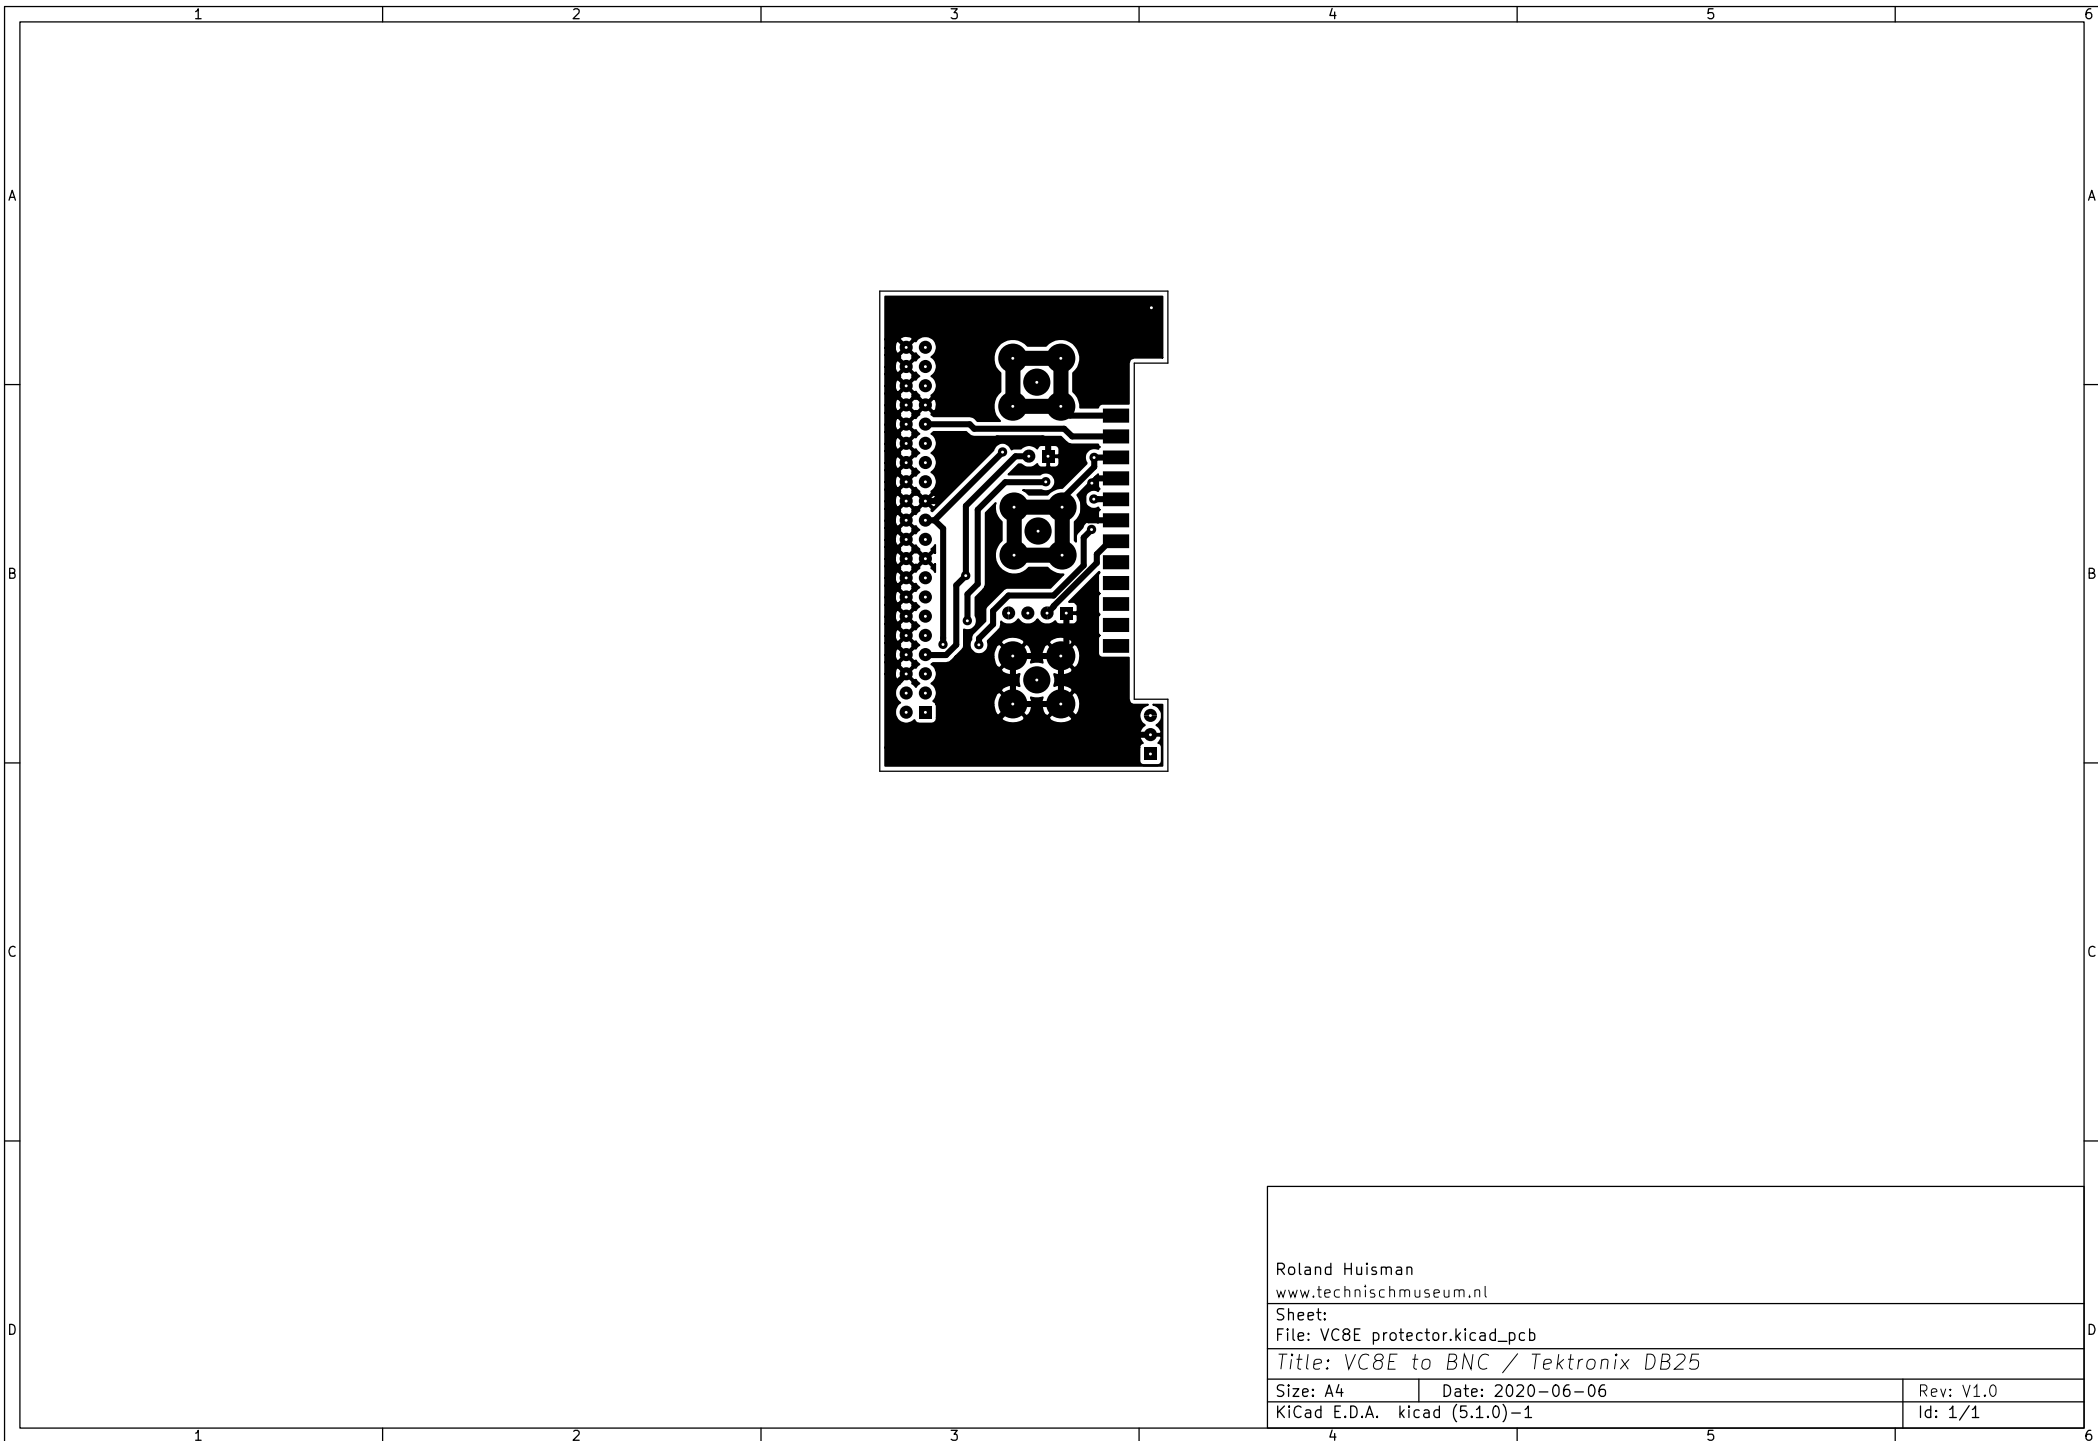 1 2 3 4 5 6
A A
B B
C C
D D
Roland Huisman
www.technischmuseum.nl
Sheet:
File: VC8E protector.kicad_pcb
Title: VC8E to BNC / Tektronix DB25
Size: A4 Date: 2020-06-06 Rev: V1.0
KiCad E.D.A. kicad (5.1.0)-1 Id: 1/1
1 2 3 4 5 6